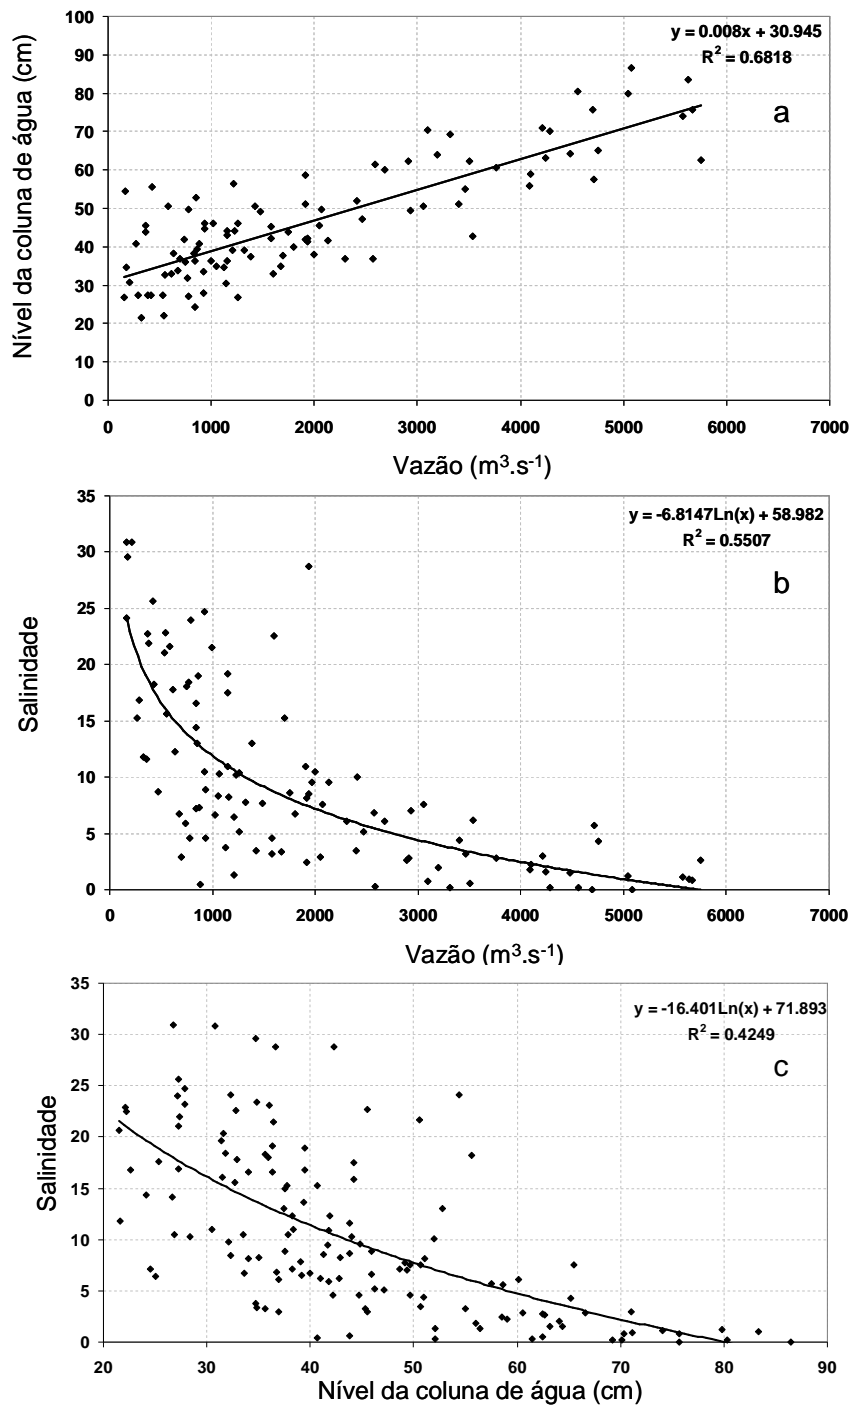 y = 0.008x + 30.945
R² = 0.6818
a
Nível da coluna de água (cm)
100
90
80
70
60
50
40
30
20
10
0
0 1000 2000 3000 4000 5000 6000 7000
Vazão (m³.s⁻¹)
y = -6.8147Ln(x) + 58.982
R² = 0.5507
b
Salinidade
35
30
25
20
15
10
5
0
0 1000 2000 3000 4000 5000 6000 7000
Vazão (m³.s⁻¹)
y = -16.401Ln(x) + 71.893
R² = 0.4249
c
Salinidade
35
30
25
20
15
10
5
0
20 30 40 50 60 70 80 90
Nível da coluna de água (cm)